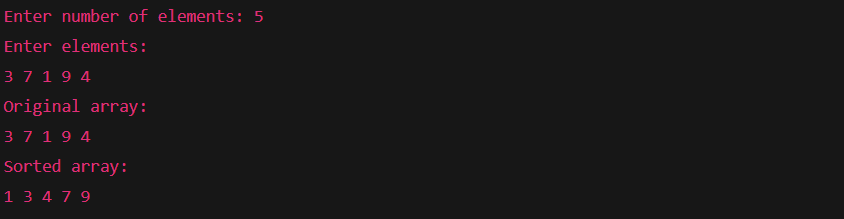 Enter number of elements: 5
Enter elements:
3 7 1 9 4
Original array:
3 7 1 9 4
Sorted array:
1 3 4 7 9